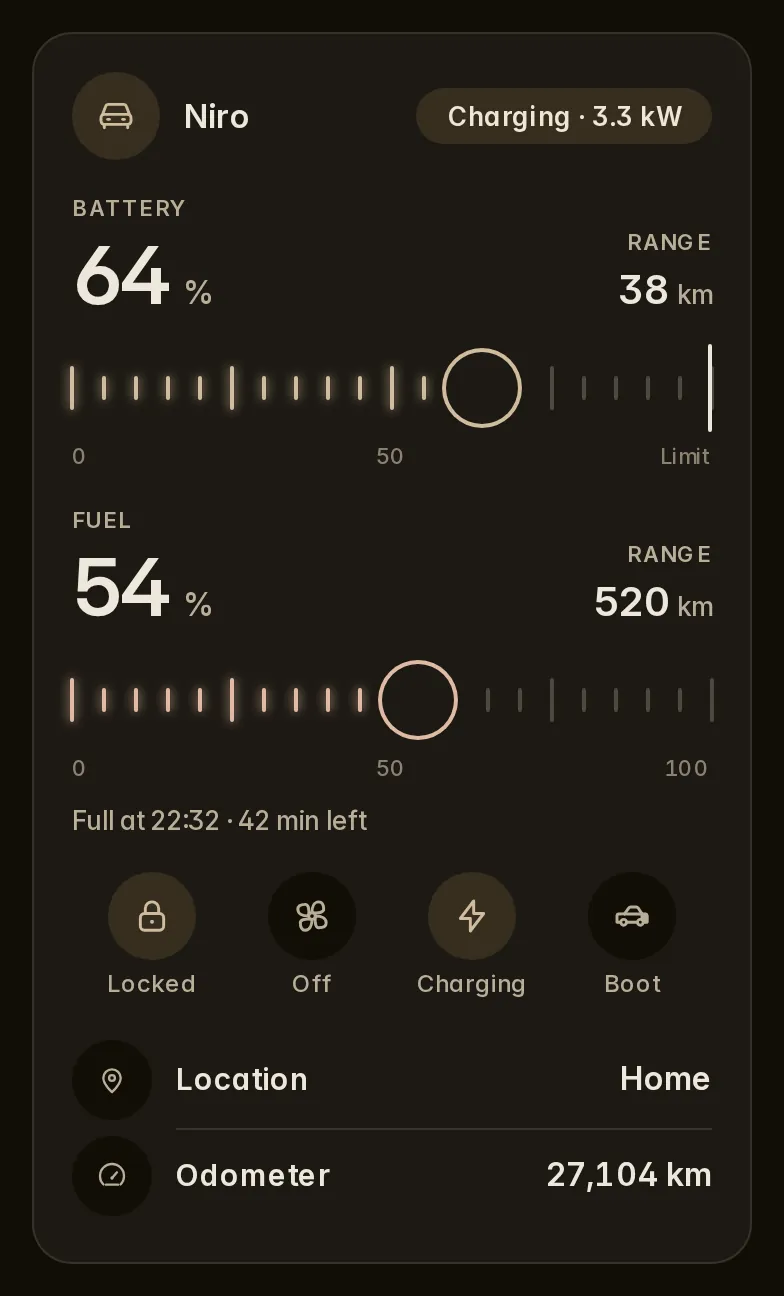 Niro
Charging · 3.3 kW
BATTERY
64 %
RANGE
38 km
0 50 Limit
FUEL
54 %
RANGE
520 km
0 50 100
Full at 22:32 · 42 min left
Locked Off Charging Boot
Location Home
Odometer 27,104 km